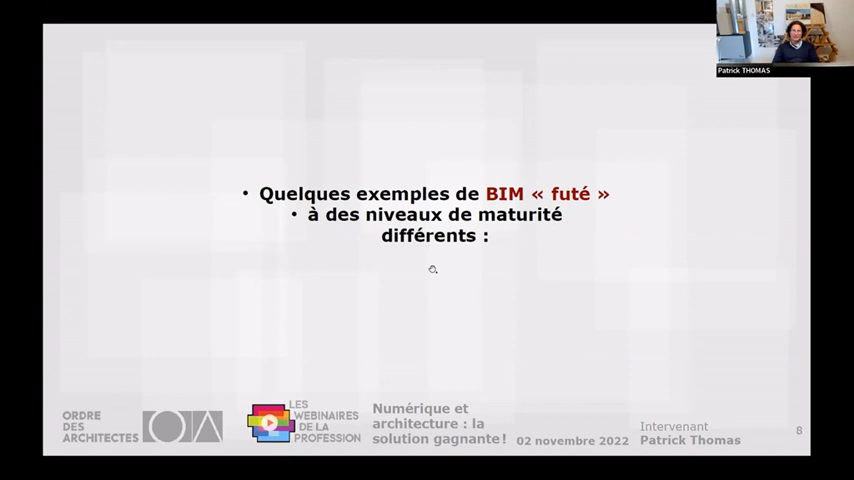 Patrick THOMAS
• Quelques exemples de BIM « futé »
• à des niveaux de maturité
différents :
ORDRE
DES
ARCHITECTES
LES
WEBINAIRES
DE LA
PROFESSION
Numérique et
architecture : la
solution gagnante !
02 novembre 2022
Intervenant
Patrick Thomas
8